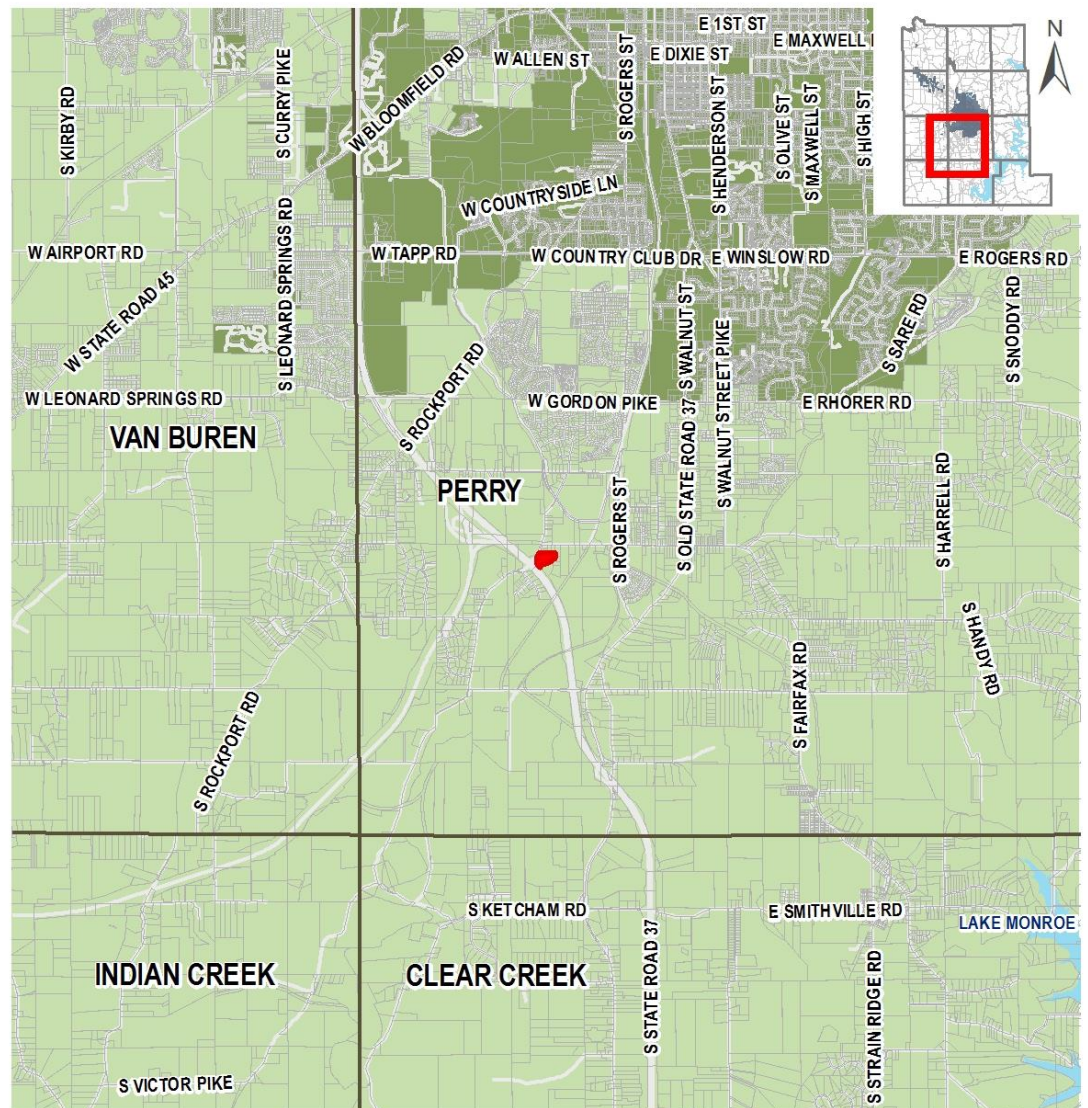 E 1ST ST
E MAXWELL
N
W ALLEN ST
E DIXIE ST
S KIRBY RD
S CURRY PIKE
W BLOOMFIELD RD
S ROGERS ST
S HENDERSON ST
S OLIVE ST
S MAXWELL ST
S HIGH ST
W COUNTRYSIDE LN
W AIRPORT RD
S LEONARD SPRINGS RD
W TAPP RD
W COUNTRY CLUB DR
E WINSLOW RD
E ROGERS RD
W STATE ROAD 45
S WALNUT ST
S SARE RD
S SNODDY RD
S ROCKPORT RD
W LEONARD SPRINGS RD
W GORDON PIKE
E RHORER RD
VAN BUREN
S OLD STATE ROAD 37
S WALNUT STREET PIKE
PERRY
S ROGERS ST
S HARRELL RD
S HANDY RD
S FAIRFAX RD
S ROCKPORT RD
S KETCHAM RD
E SMITHVILLE RD
LAKE MONROE
INDIAN CREEK
CLEAR CREEK
S STATE ROAD 37
S STRAIN RIDGE RD
S VICTOR PIKE